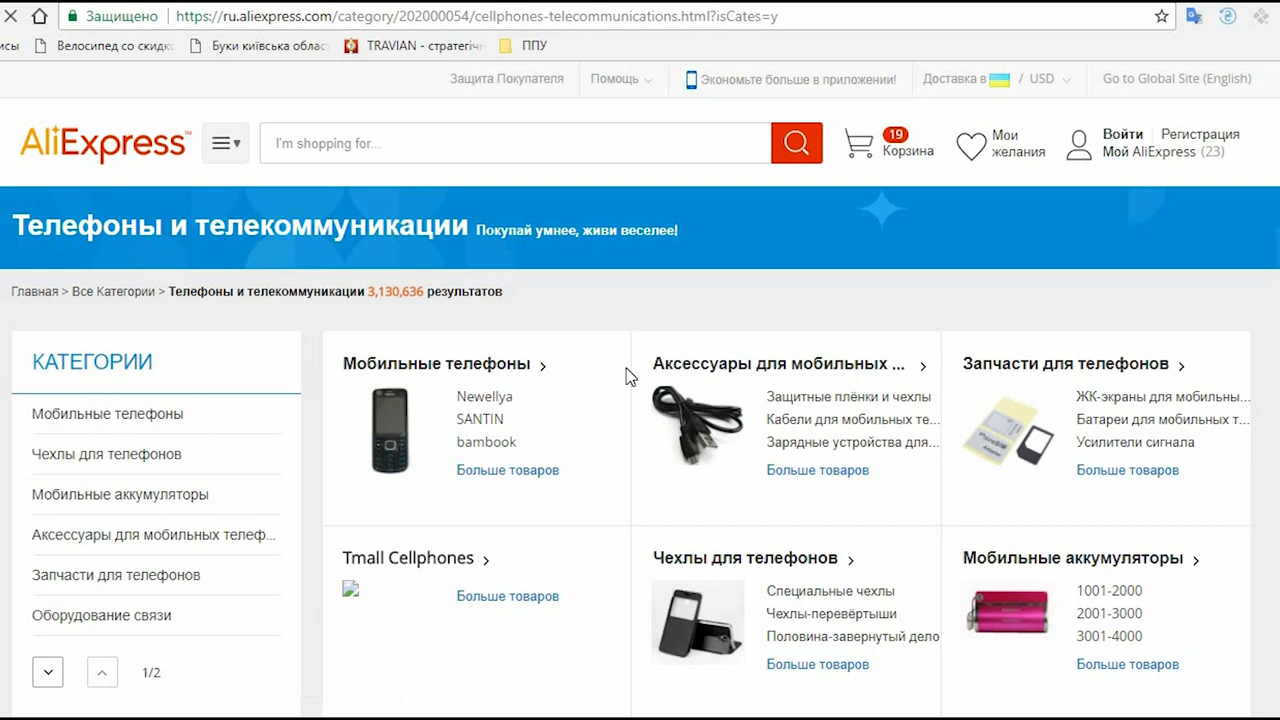 Защищено
https://ru.aliexpress.com/category/202000054/cellphones-telecommunications.html?isCates=y
Велосипед со скидк
Буки київська облас
TRAVIAN - стратегіч
ППУ
Защита Покупателя
Помощь
Экономьте больше в приложении!
Доставка в / USD
Go to Global Site (English)
AliExpress™
I'm shopping for...
19
Корзина
Мои
желания
Войти
Регистрация
Мой AliExpress (23)
Телефоны и телекоммуникации Покупай умнее, живи веселее!
Главная > Все Категории > Телефоны и телекоммуникации 3,130,636 результатов
КАТЕГОРИИ
Мобильные телефоны
Чехлы для телефонов
Мобильные аккумуляторы
Аксессуары для мобильных телеф...
Запчасти для телефонов
Оборудование связи
1/2
Мобильные телефоны
Newellya
SANTIN
bambook
Больше товаров
Аксессуары для мобильных ...
Защитные плёнки и чехлы
Кабели для мобильных те...
Зарядные устройства для...
Больше товаров
Запчасти для телефонов
ЖК-экраны для мобильны...
Батареи для мобильных т...
Усилители сигнала
Больше товаров
Tmall Cellphones
Больше товаров
Чехлы для телефонов
Специальные чехлы
Чехлы-перевёртыши
Половина-завернутый дело
Больше товаров
Мобильные аккумуляторы
1001-2000
2001-3000
3001-4000
Больше товаров